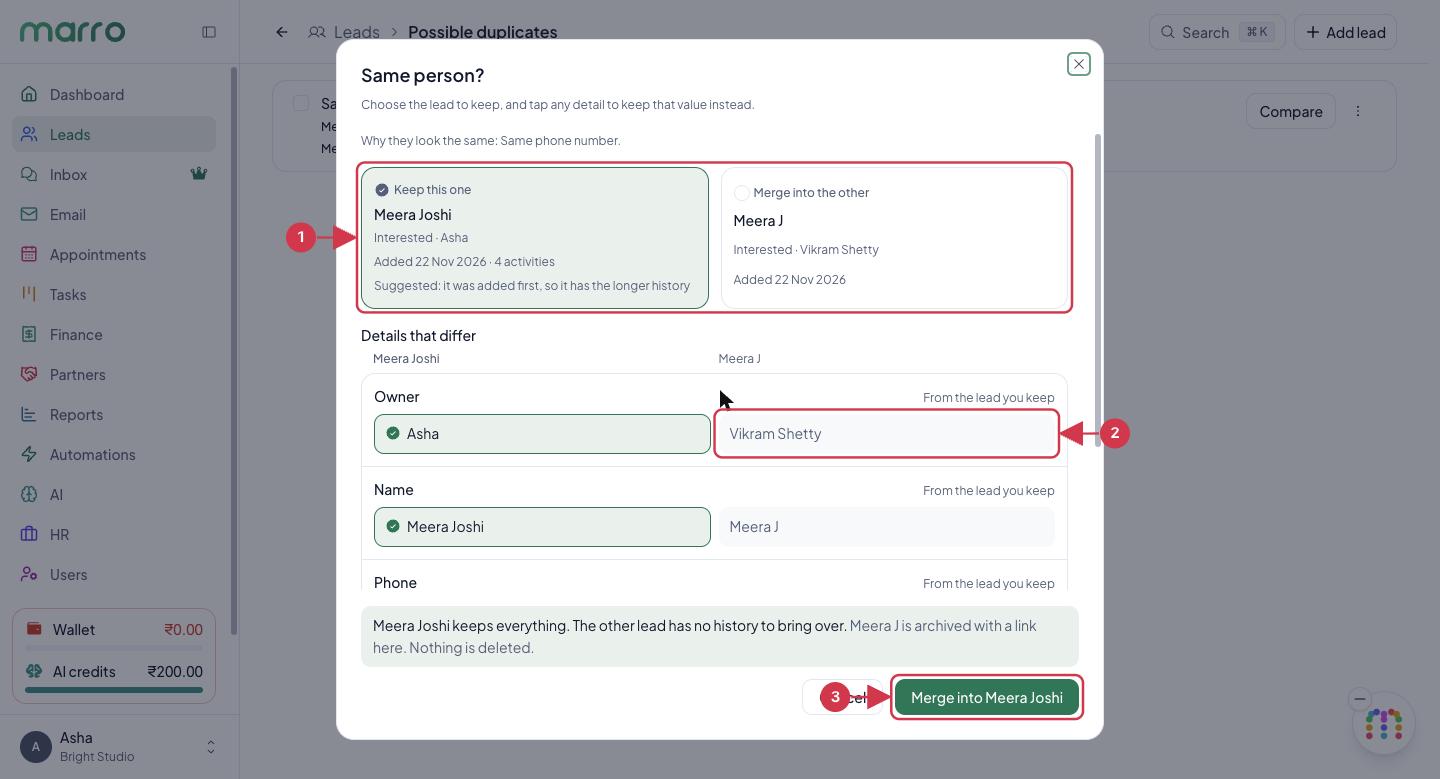 marro
Leads
Possible duplicates
Search ⌘ K
Add lead
Dashboard
Leads
Inbox
Email
Appointments
Tasks
Finance
Partners
Reports
Automations
AI
HR
Users
Wallet ₹0.00
AI credits ₹200.00
A
Asha
Bright Studio
Sa
Me
Me
Compare
Same person?
Choose the lead to keep, and tap any detail to keep that value instead.
Why they look the same: Same phone number.
1
Keep this one
Meera Joshi
Interested · Asha
Added 22 Nov 2026 · 4 activities
Suggested: it was added first, so it has the longer history
Merge into the other
Meera J
Interested · Vikram Shetty
Added 22 Nov 2026
Details that differ
Meera Joshi Meera J
Owner From the lead you keep
Asha Vikram Shetty
2
Name From the lead you keep
Meera Joshi Meera J
Phone From the lead you keep
Meera Joshi keeps everything. The other lead has no history to bring over. Meera J is archived with a link
here. Nothing is deleted.
3
cel
Merge into Meera Joshi